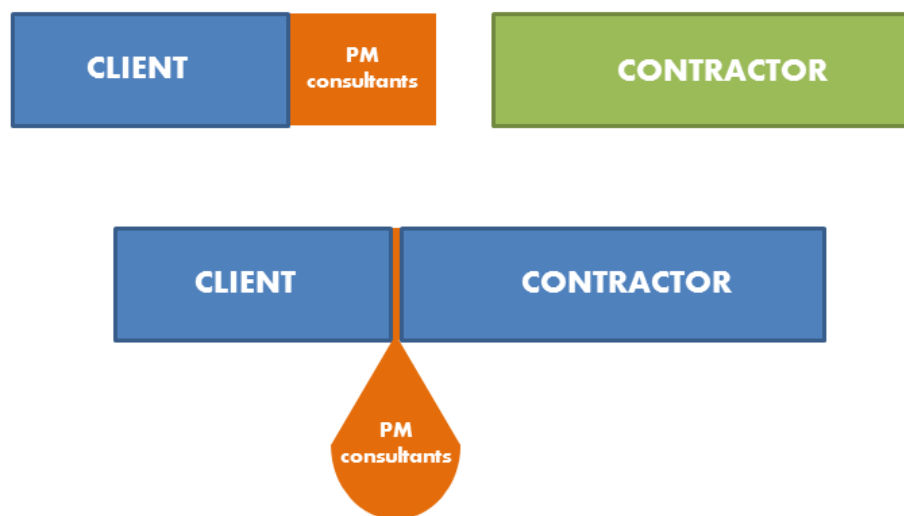 CLIENT
PM
consultants
CONTRACTOR
CLIENT
CONTRACTOR
PM
consultants